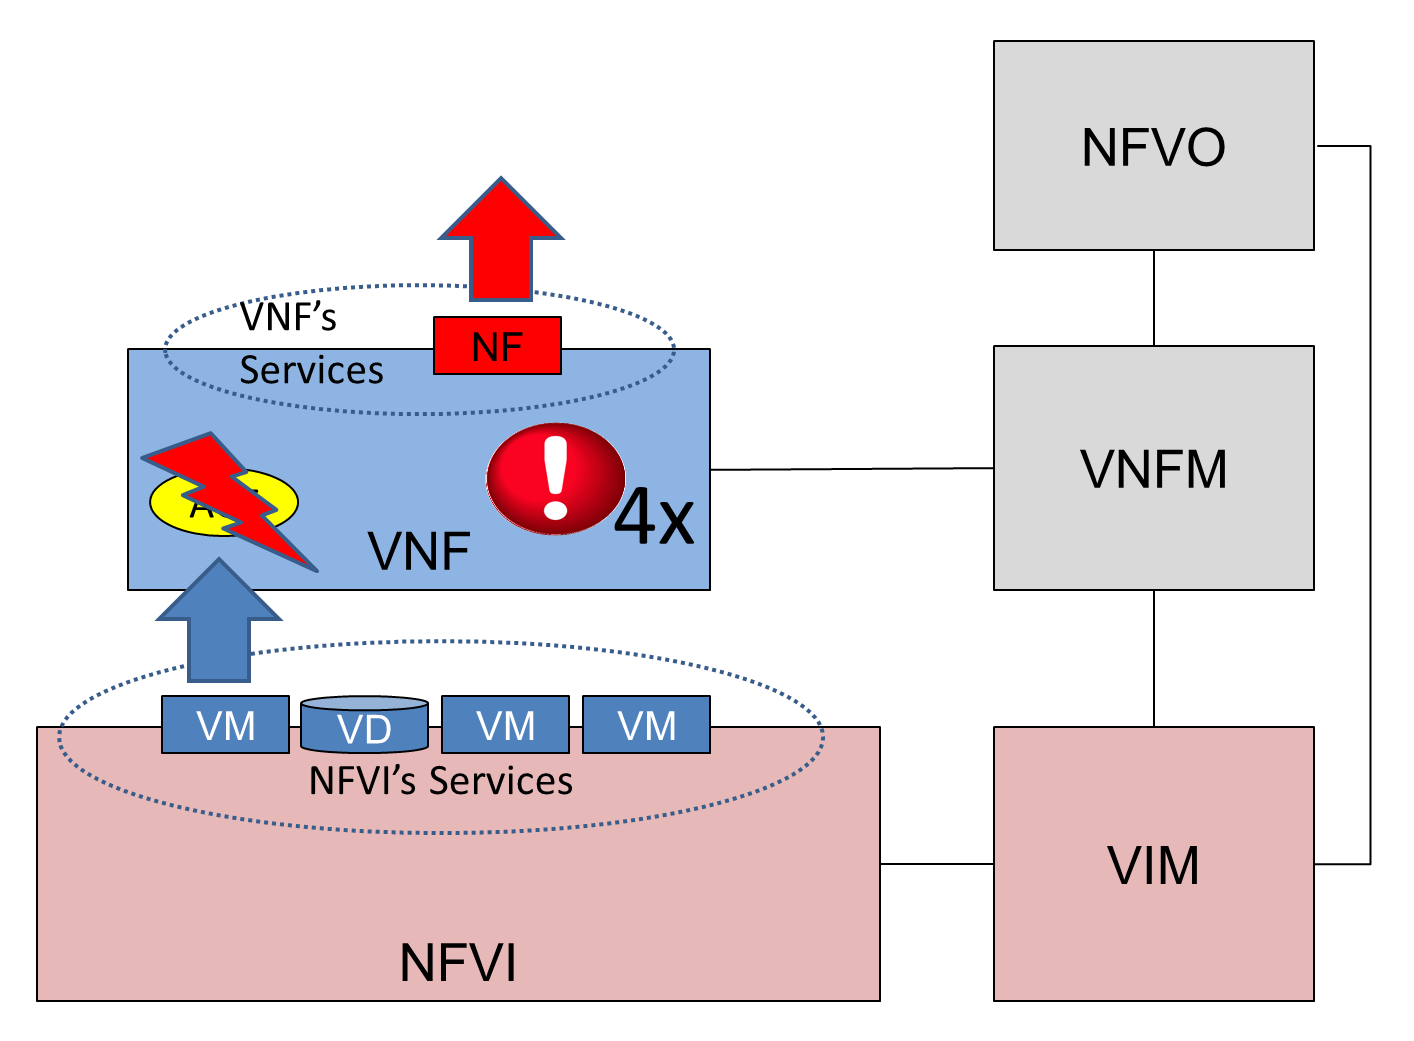 NFVO
VNF’s
Services
NF
VNFM
4x
VNF
VM
VD
VM
VM
NFVI’s Services
VIM
NFVI